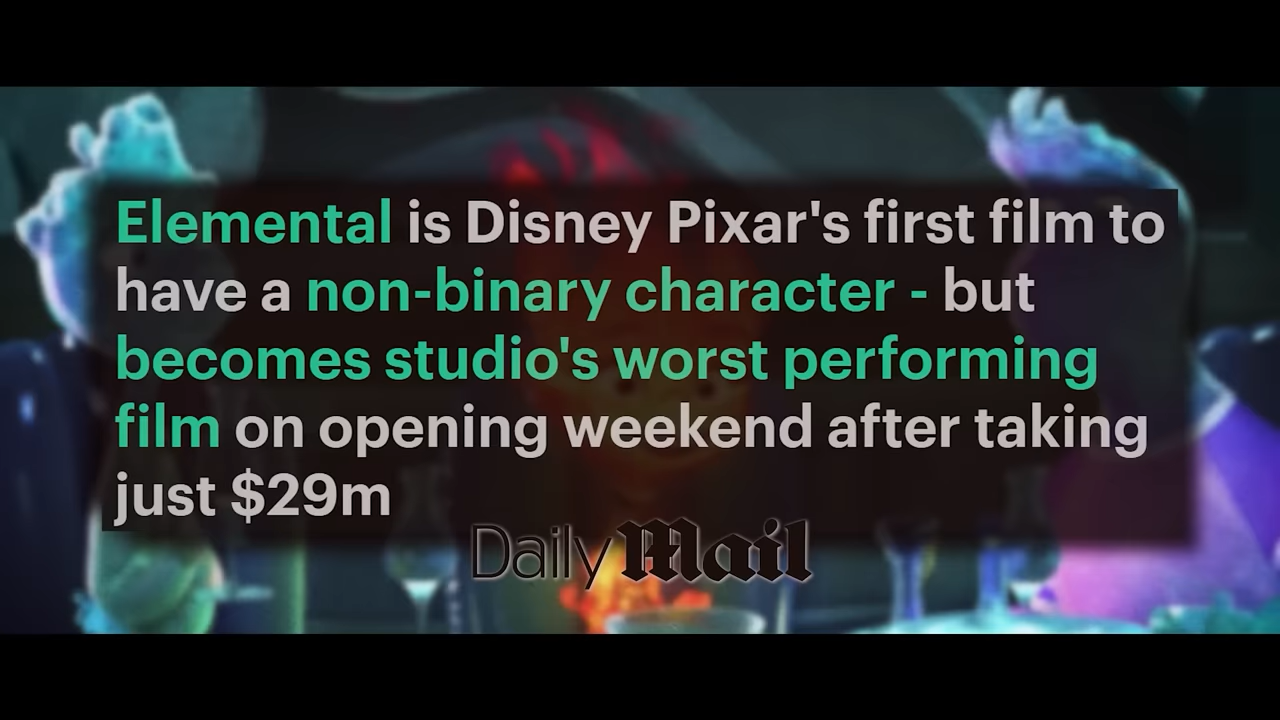 Elemental is Disney Pixar's first film to
have a non-binary character - but
becomes studio's worst performing
film on opening weekend after taking
just $29m
Daily Mail